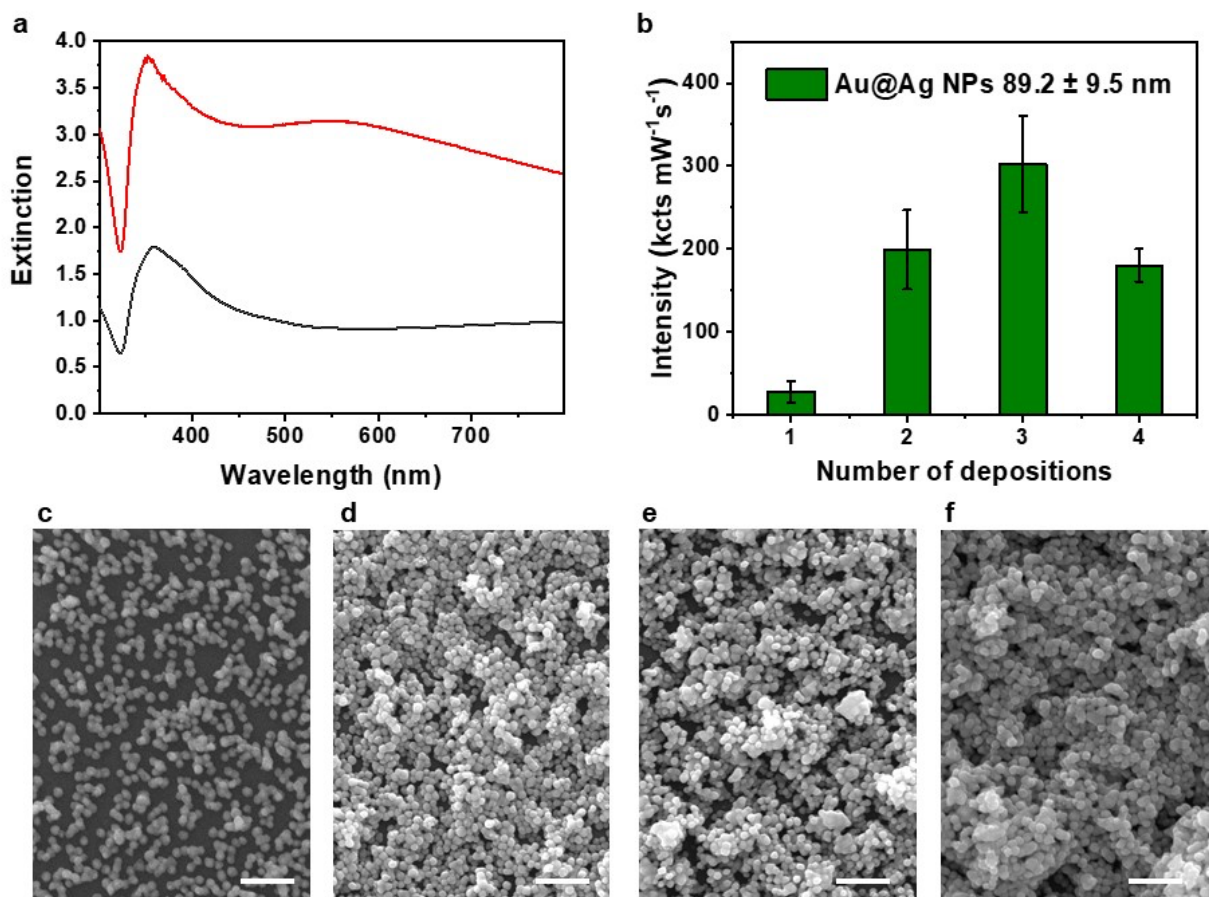 a
4.0
3.5
3.0
2.5
2.0
1.5
1.0
0.5
0.0
Extinction
400 500 600 700
Wavelength (nm)
b
Au@Ag NPs 89.2 ± 9.5 nm
400
300
200
100
0
Intensity (kcts mW⁻¹s⁻¹)
1 2 3 4
Number of depositions
c d e f